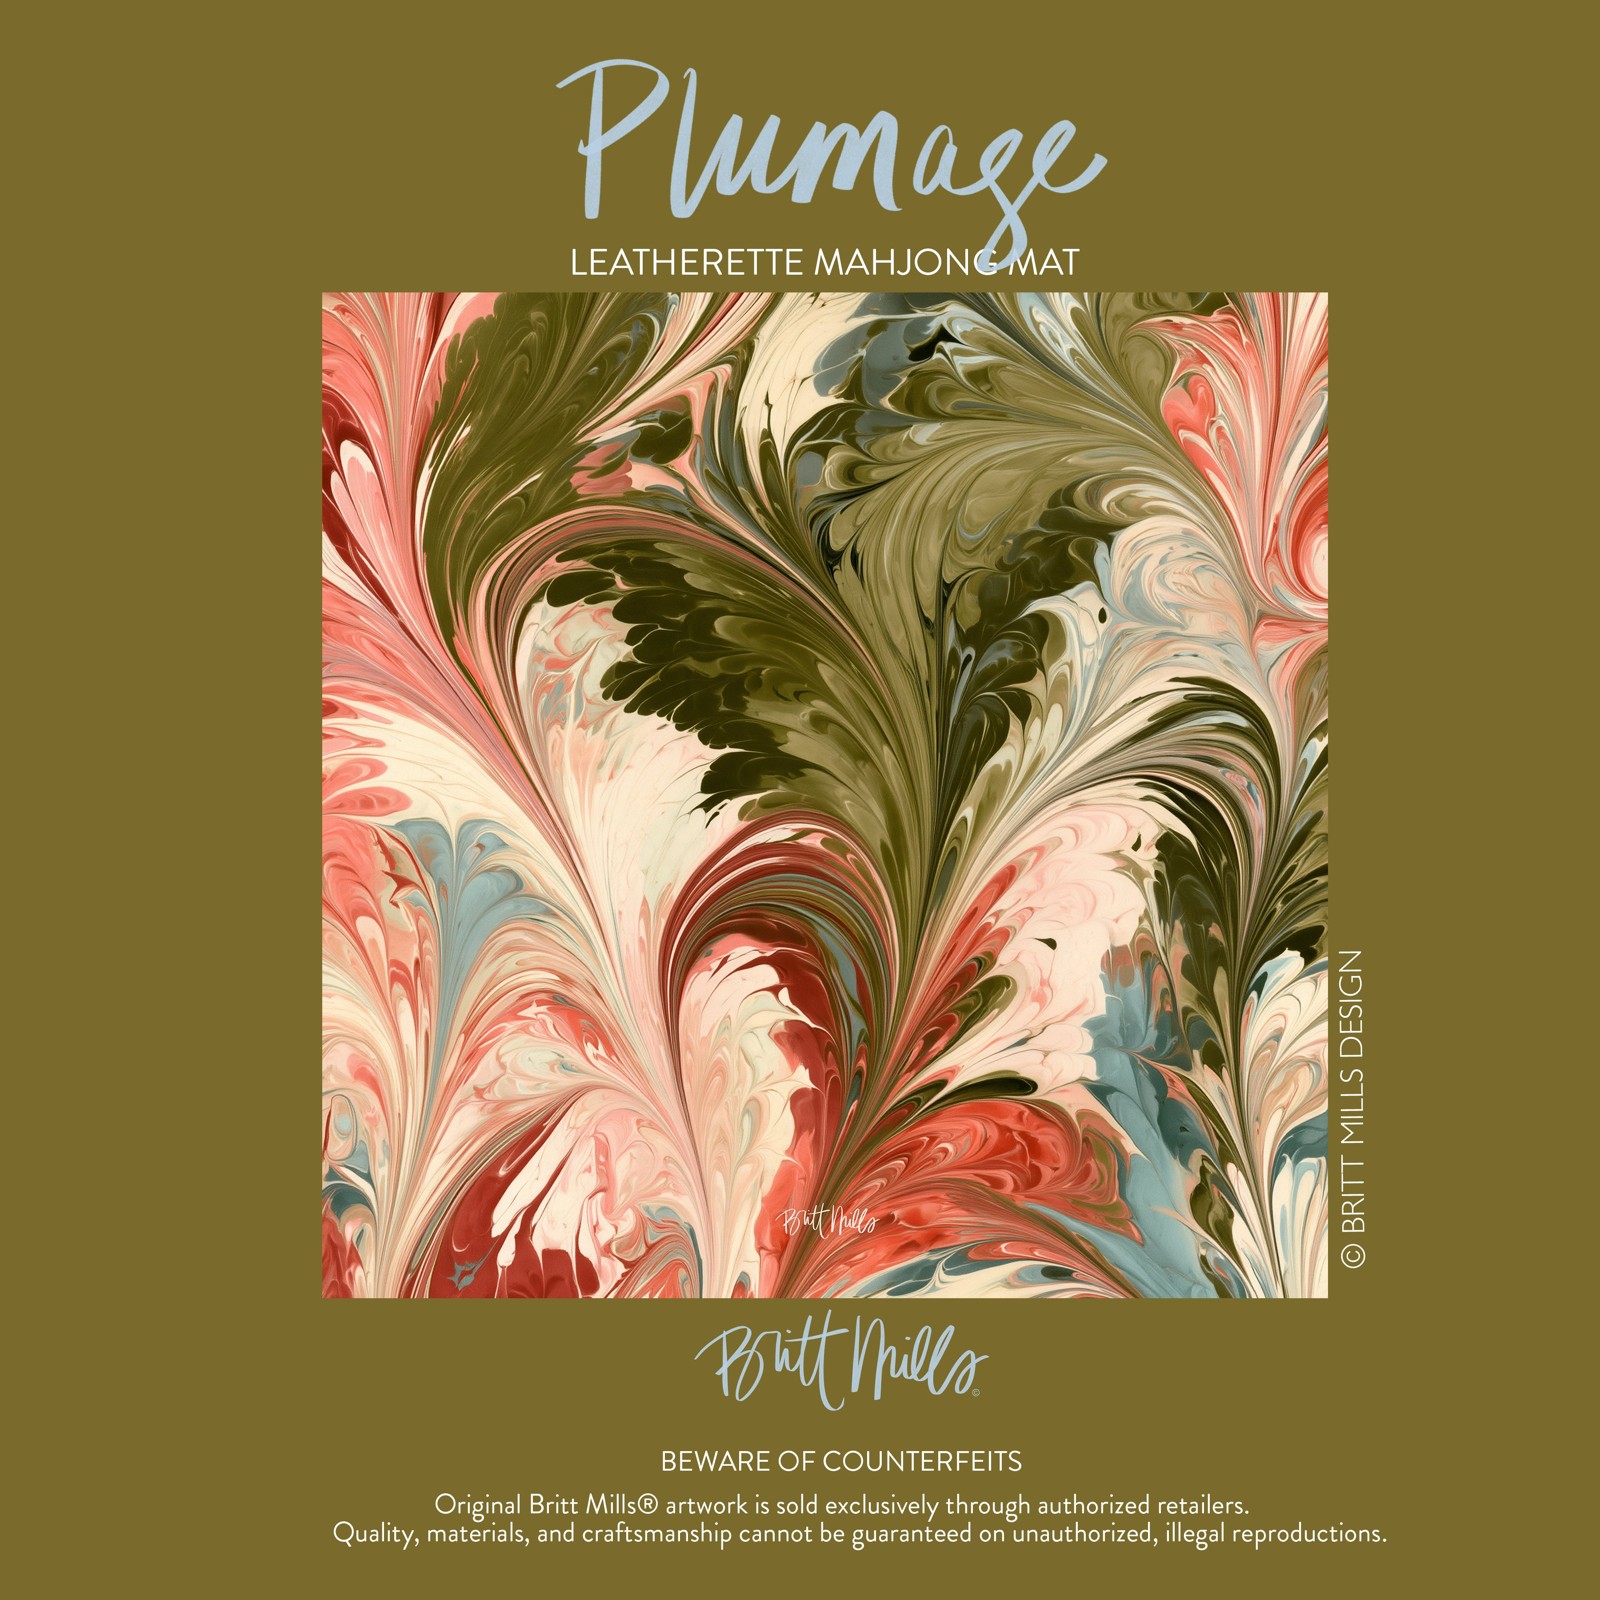 Plumage
LEATHERETTE MAHJONG MAT
© BRITT MILLS DESIGN
Britt Mills
Britt Mills©
BEWARE OF COUNTERFEITS
Original Britt Mills® artwork is sold exclusively through authorized retailers.
Quality, materials, and craftsmanship cannot be guaranteed on unauthorized, illegal reproductions.